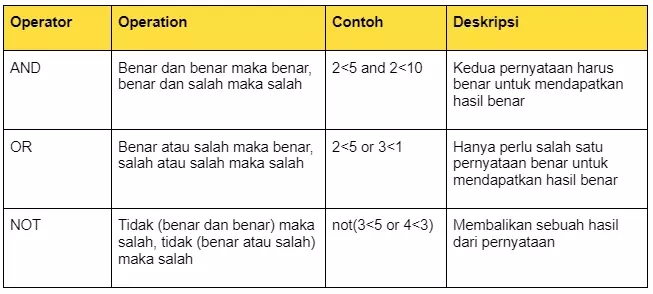 Operator Operation Contoh Deskripsi
AND Benar dan benar maka benar, 2<5 and 2<10 Kedua pernyataan harus
benar dan salah maka salah benar untuk mendapatkan
hasil benar
OR Benar atau salah maka benar, 2<5 or 3<1 Hanya perlu salah satu
salah atau salah maka salah pernyataan benar untuk
mendapatkan hasil benar
NOT Tidak (benar dan benar) maka not(3<5 or 4<3) Membalikan sebuah hasil
salah, tidak (benar atau salah) dari pernyataan
maka salah